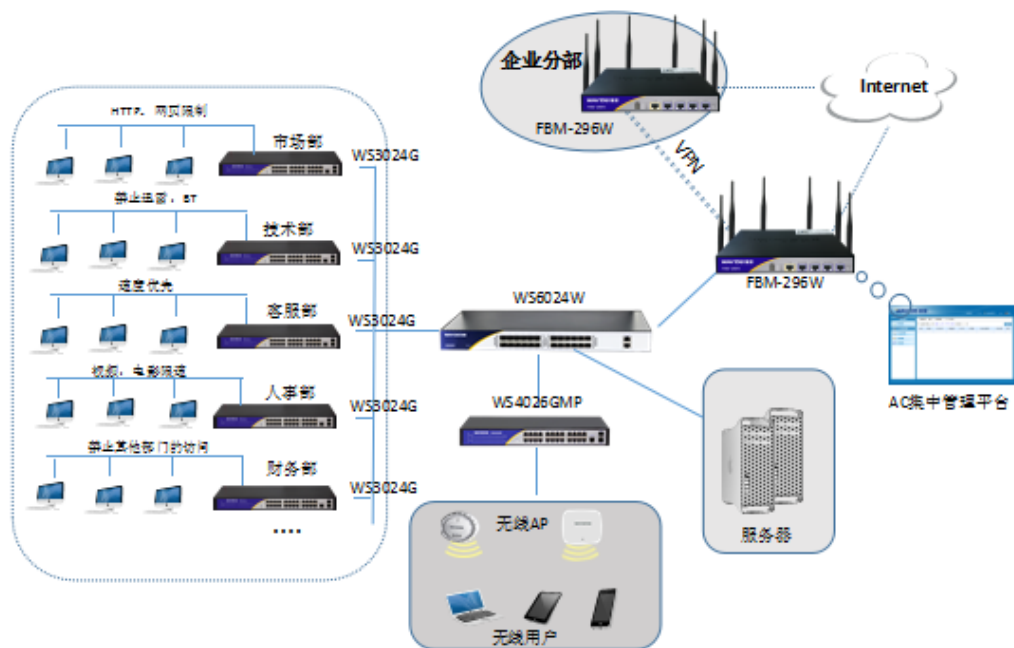 企业分部
FBM-296W
Internet
VPN
FBM-296W
AC集中管理平台
HTTP、网页限制
市场部
WS3024G
禁止迅雷，BT
技术部
WS3024G
速度优先
客服部
WS3024G
视频，电影限速
人事部
WS3024G
禁止其他部门的访问
财务部
WS3024G
....
WS6024W
WS4026GMP
无线AP
无线用户
服务器